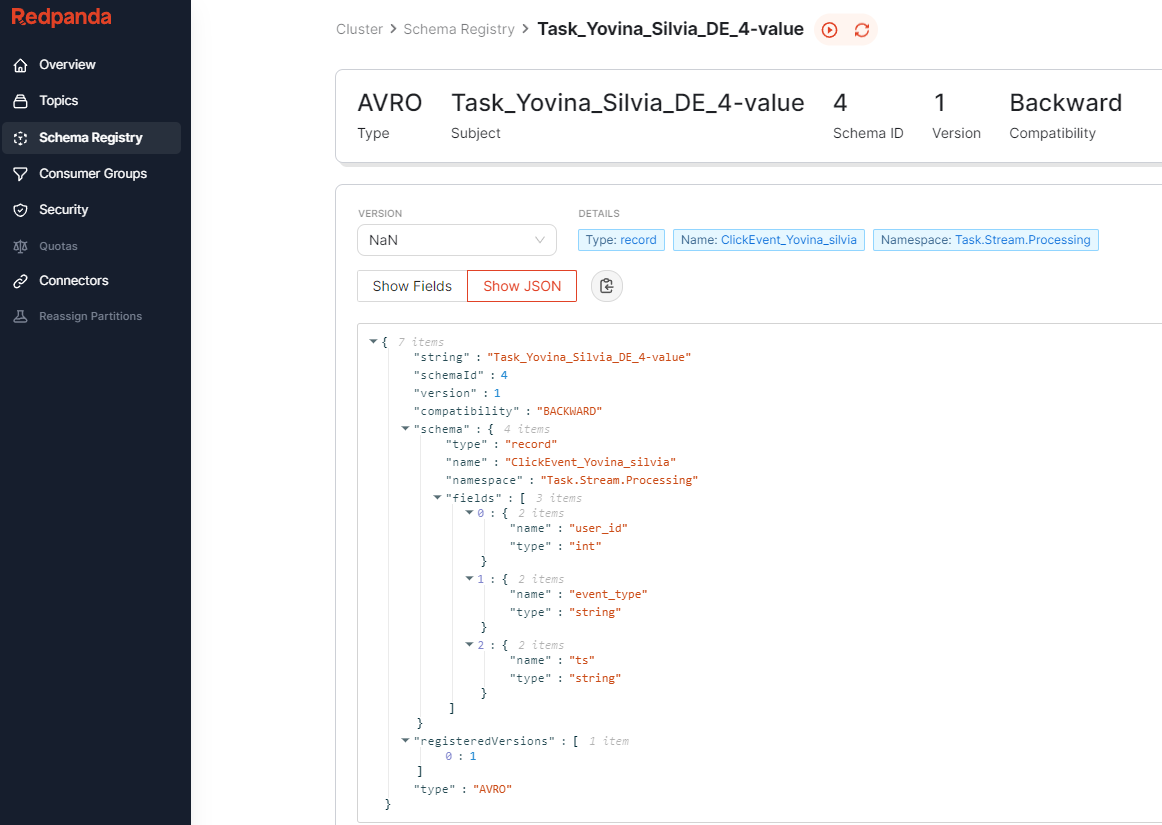 Redpanda
Overview
Topics
Schema Registry
Consumer Groups
Security
Quotas
Connectors
Reassign Partitions
Cluster > Schema Registry > Task_Yovina_Silvia_DE_4-value
AVRO Task_Yovina_Silvia_DE_4-value 4 1 Backward
Type Subject Schema ID Version Compatibility
VERSION DETAILS
NaN Type: record Name: ClickEvent_Yovina_silvia Namespace: Task.Stream.Processing
Show Fields Show JSON
{ 7 items
"string" : "Task_Yovina_Silvia_DE_4-value"
"schemaId" : 4
"version" : 1
"compatibility" : "BACKWARD"
"schema" : { 4 items
"type" : "record"
"name" : "ClickEvent_Yovina_silvia"
"namespace" : "Task.Stream.Processing"
"fields" : [ 3 items
0 : { 2 items
"name" : "user_id"
"type" : "int"
}
1 : { 2 items
"name" : "event_type"
"type" : "string"
}
2 : { 2 items
"name" : "ts"
"type" : "string"
}
]
}
"registeredVersions" : [ 1 item
0 : 1
]
"type" : "AVRO"
}